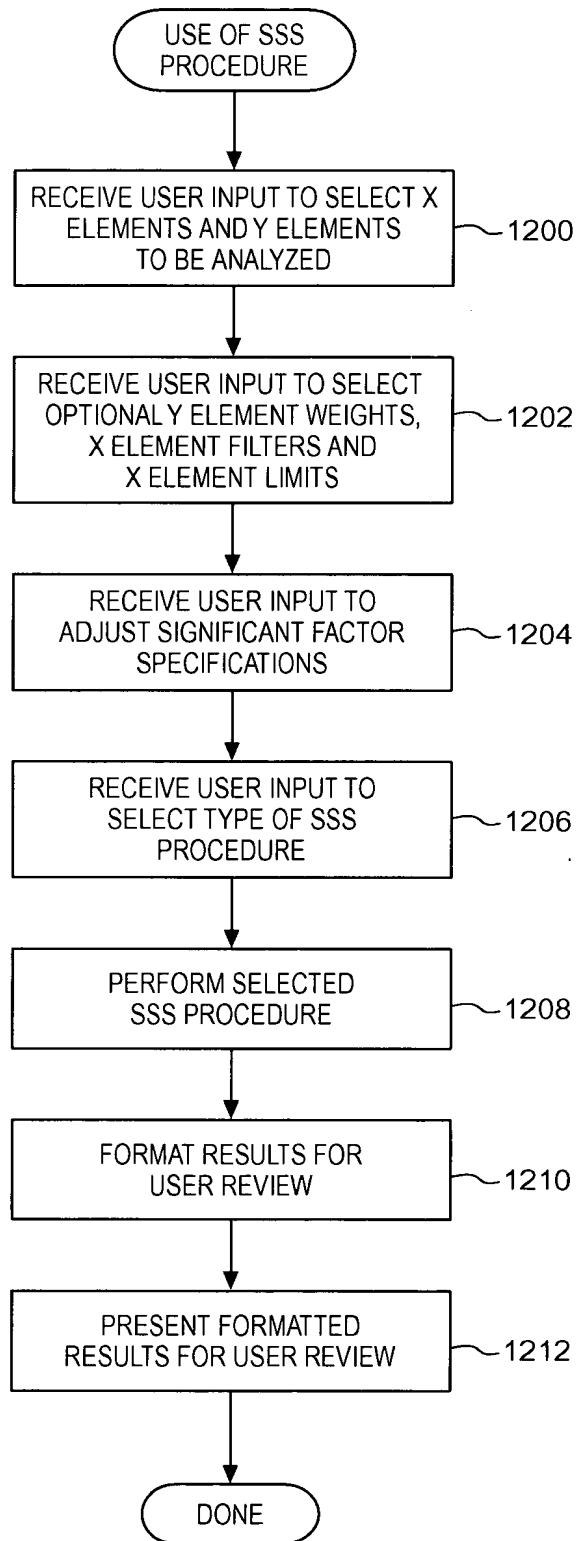 USE OF SSS
PROCEDURE
RECEIVE USER INPUT TO SELECT X
ELEMENTS AND Y ELEMENTS
TO BE ANALYZED
1200
RECEIVE USER INPUT TO SELECT
OPTIONAL Y ELEMENT WEIGHTS,
X ELEMENT FILTERS AND
X ELEMENT LIMITS
1202
RECEIVE USER INPUT TO
ADJUST SIGNIFICANT FACTOR
SPECIFICATIONS
1204
RECEIVE USER INPUT TO
SELECT TYPE OF SSS
PROCEDURE
1206
PERFORM SELECTED
SSS PROCEDURE
1208
FORMAT RESULTS FOR
USER REVIEW
1210
PRESENT FORMATTED
RESULTS FOR USER REVIEW
1212
DONE